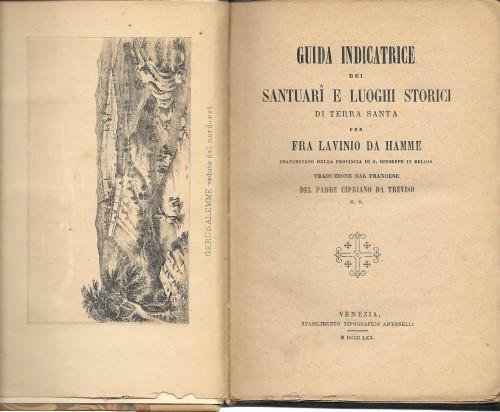 GERUSALEMME veduta dal nord-est.
GUIDA INDICATRICE
DEI
SANTUARÎ E LUOGHI STORICI
DI TERRA SANTA
PER
FRA LAVINIO DA HAMME
FRANCESCANO DELLA PROVINCIA DI S. GIUSEPPE IN BELGIO
TRADUZIONE DAL FRANCESE
DEL PADRE CIPRIANO DA TREVISO
M. O.
VENEZIA,
STABILIMENTO TIPOGRAFICO ANTONELLI
M DCCC LXX.